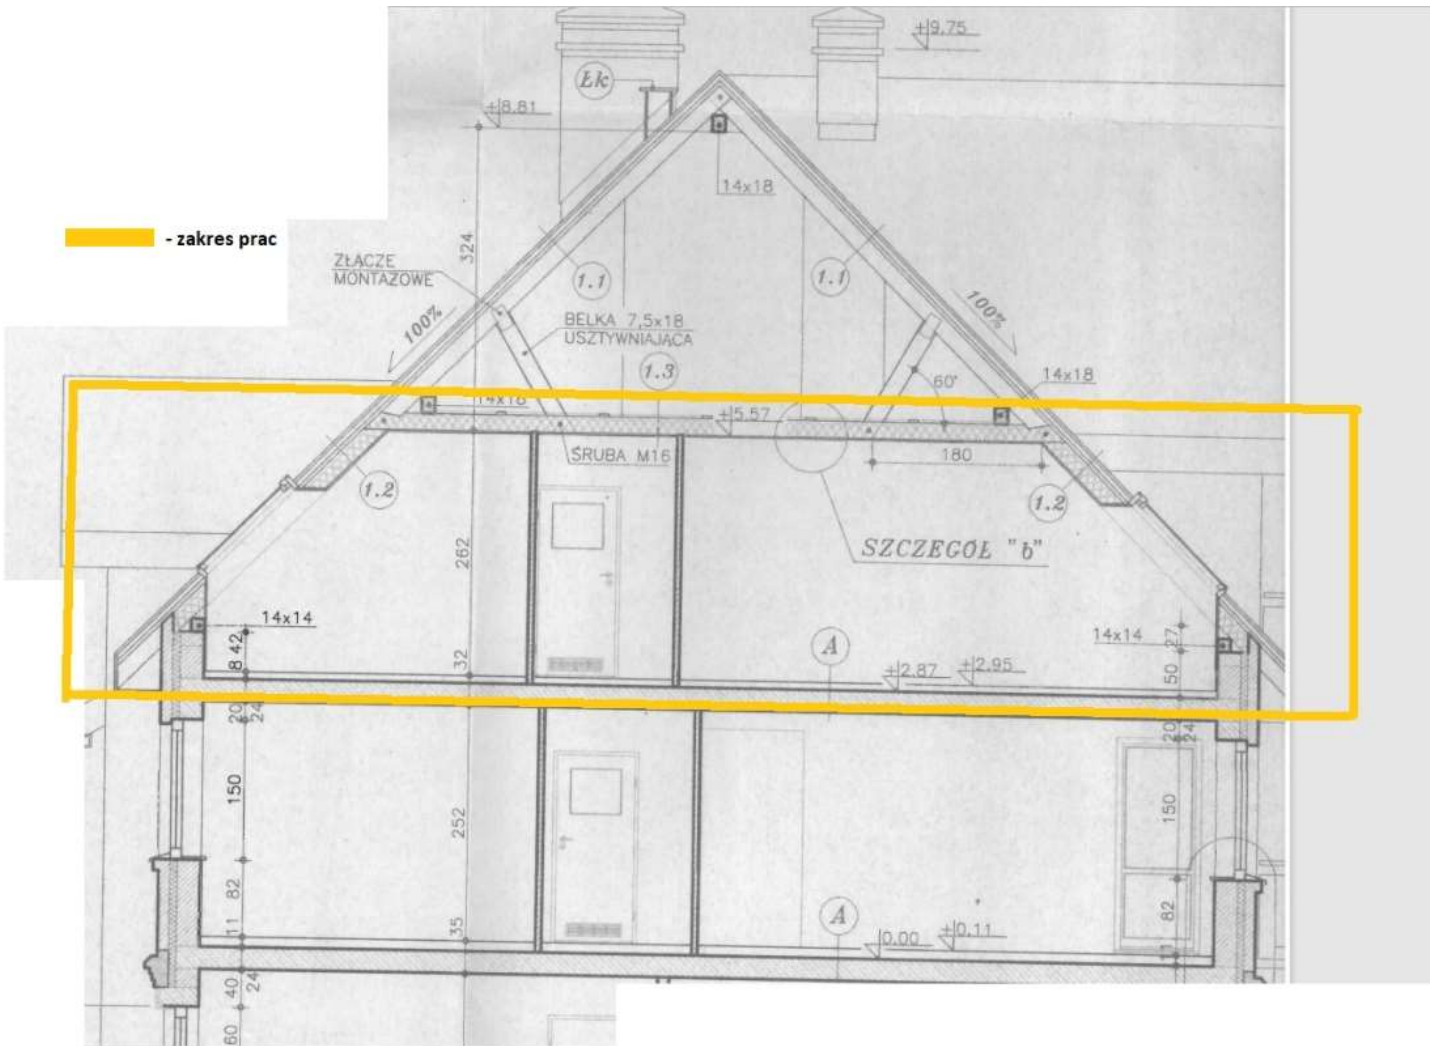 +9.75
Łk
+8.81
14x18
- zakres prac
324
ZŁĄCZE
MONTAŻOWE
1.1
1.1
100%
100%
BELKA 7,5x18
USZTYWNIAJĄCA
1.3
60°
14x18
14x18
+5.57
ŚRUBA M16
180
1.2
1.2
SZCZEGÓŁ "b"
262
14x14
14x14
42
8
32
A
+2.87
+2.95
27
50
20
24
20
24
150
252
150
82
82
11
35
A
0.00
+0.11
11
40
24
60